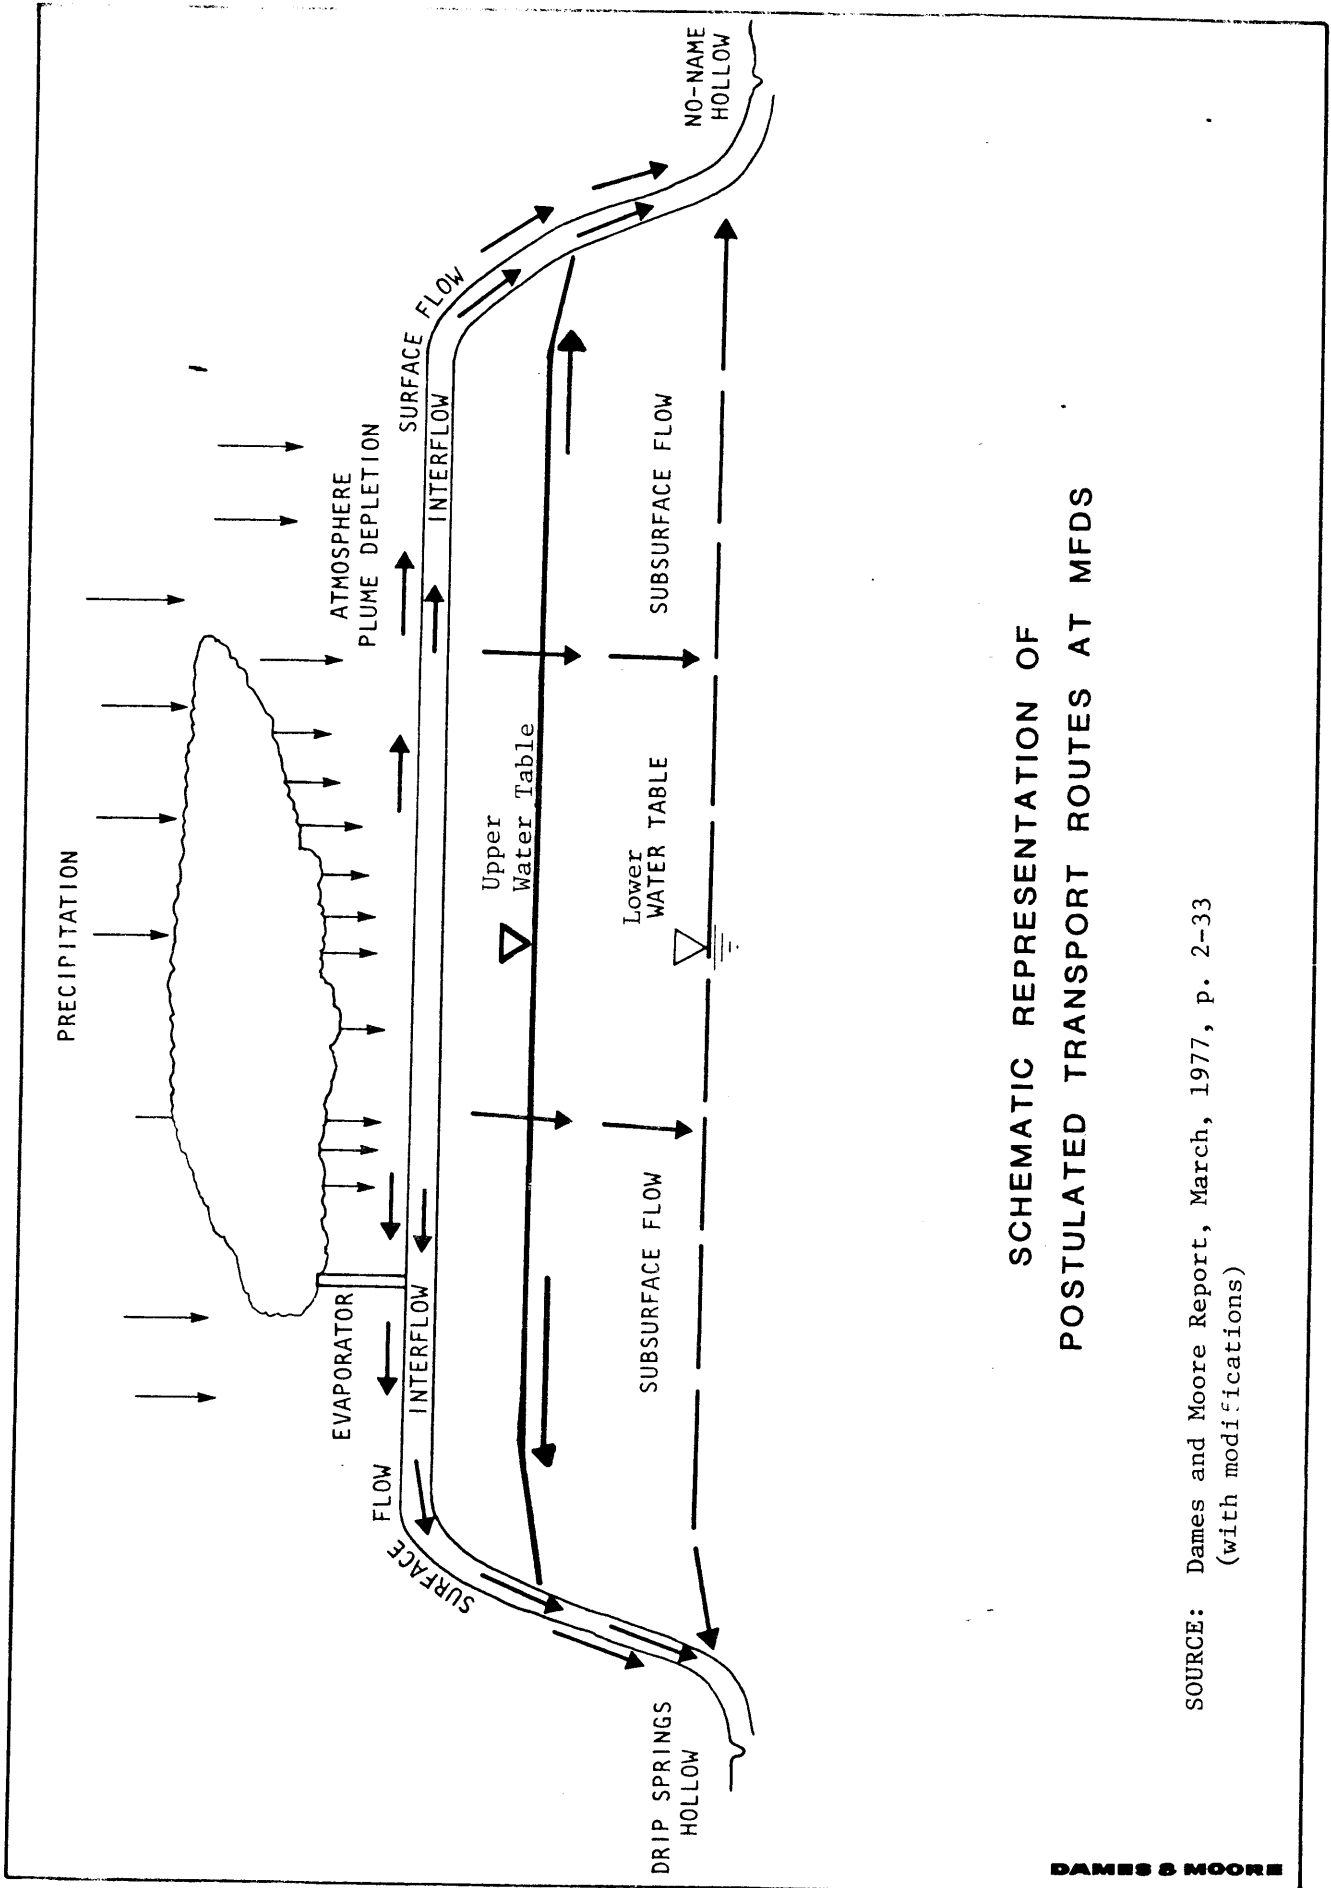 PRECIPITATION
ATMOSPHERE
PLUME DEPLETION
EVAPORATOR
SURFACE FLOW
SURFACE FLOW
INTERFLOW
INTERFLOW
Upper
Water Table
Lower
WATER TABLE
SUBSURFACE FLOW
SUBSURFACE FLOW
DRIP SPRINGS
HOLLOW
NO-NAME
HOLLOW
SCHEMATIC REPRESENTATION OF
POSTULATED TRANSPORT ROUTES AT MFDS
SOURCE: Dames and Moore Report, March, 1977, p. 2-33
(with modifications)
DAMES & MOORE